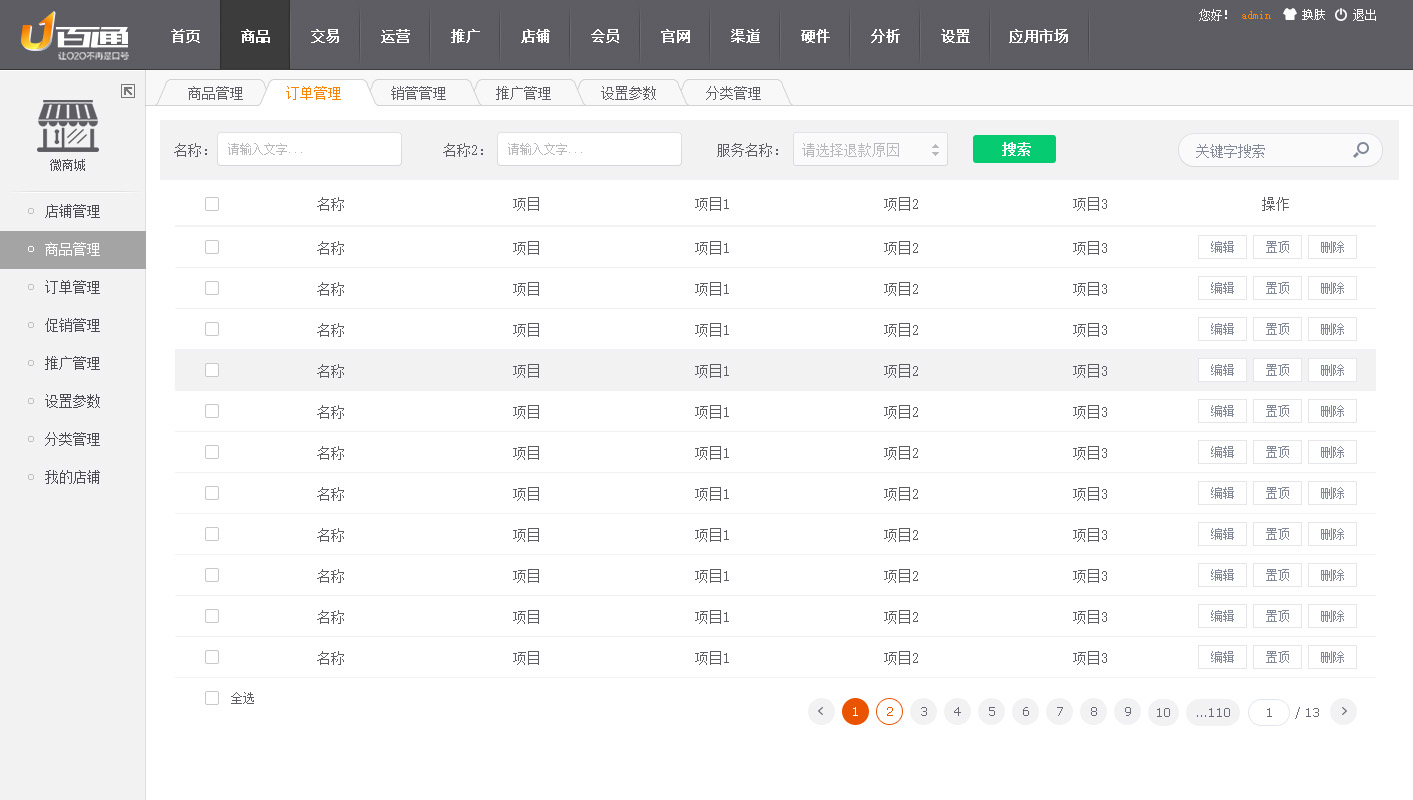 U百通
让O2O不再是口号
首页 商品 交易 运营 推广 店铺 会员 官网 渠道 硬件 分析 设置 应用市场
您好! admin 换肤 退出
微商城
店铺管理
商品管理
订单管理
促销管理
推广管理
设置参数
分类管理
我的店铺
商品管理 订单管理 销管管理 推广管理 设置参数 分类管理
名称: 请输入文字... 名称2: 请输入文字... 服务名称: 请选择退款原因 搜索 关键字搜索
名称 项目 项目1 项目2 项目3 操作
名称 项目 项目1 项目2 项目3 编辑 置顶 删除
名称 项目 项目1 项目2 项目3 编辑 置顶 删除
名称 项目 项目1 项目2 项目3 编辑 置顶 删除
名称 项目 项目1 项目2 项目3 编辑 置顶 删除
名称 项目 项目1 项目2 项目3 编辑 置顶 删除
名称 项目 项目1 项目2 项目3 编辑 置顶 删除
名称 项目 项目1 项目2 项目3 编辑 置顶 删除
名称 项目 项目1 项目2 项目3 编辑 置顶 删除
名称 项目 项目1 项目2 项目3 编辑 置顶 删除
名称 项目 项目1 项目2 项目3 编辑 置顶 删除
名称 项目 项目1 项目2 项目3 编辑 置顶 删除
全选
< 1 2 3 4 5 6 7 8 9 10 ...110 1 / 13 >